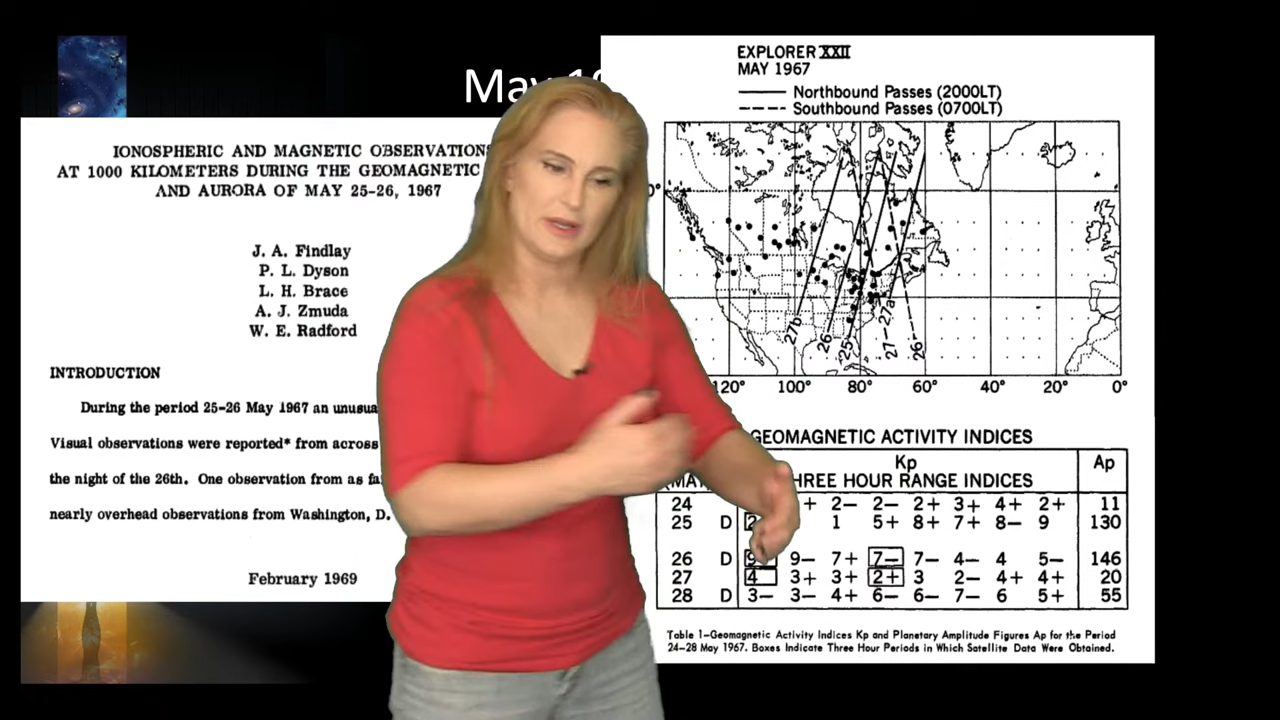 May
IONOSPHERIC AND MAGNETIC OBSERVATIONS
AT 1000 KILOMETERS DURING THE GEOMAGNETIC
AND AURORA OF MAY 25-26, 1967
J. A. Findlay
P. L. Dyson
L. H. Brace
A. J. Zmuda
W. E. Radford
INTRODUCTION
During the period 25-26 May 1967 an
Visual observations were reported* from across
the night of the 26th. One observation from as
nearly overhead observations from Washington, D.
February 1969
EXPLORER XXII
MAY 1967
Northbound Passes (2000LT)
Southbound Passes (0700LT)
27b 26 25 27 27a 26
120° 100° 80° 60° 40° 20° 0°
GEOMAGNETIC ACTIVITY INDICES
Kp Ap
THREE HOUR RANGE INDICES
24 + 2− 2− 2+ 3+ 4+ 2+ 11
25 D 2 1 5+ 8+ 7+ 8− 9 130
26 D 9− 9− 7+ 7− 7− 4− 4 5− 146
27 4 3+ 3+ 2+ 3 2− 4+ 4+ 20
28 D 3− 3− 4+ 6− 6− 7− 6 5+ 55
Table 1—Geomagnetic Activity Indices Kp and Planetary Amplitude Figures Ap for the Period
24-28 May 1967. Boxes Indicate Three Hour Periods in Which Satellite Data Were Obtained.